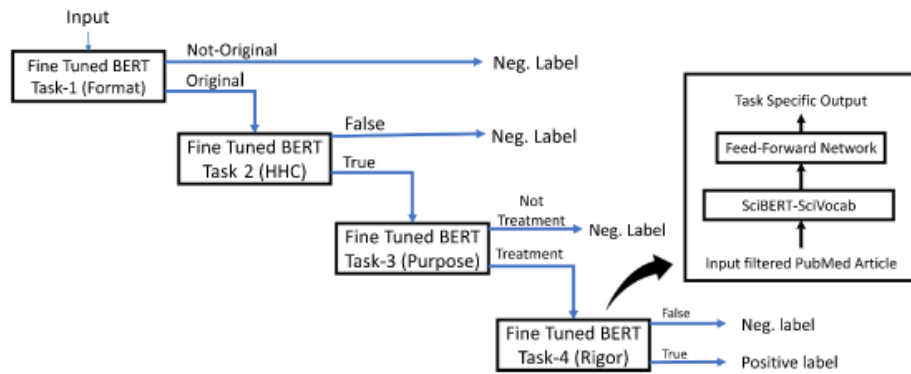 Input
Fine Tuned BERT
Task-1 (Format)
Not-Original
Neg. Label
Original
Fine Tuned BERT
Task 2 (HHC)
False
Neg. Label
True
Fine Tuned BERT
Task-3 (Purpose)
Not
Treatment
Neg. Label
Treatment
Fine Tuned BERT
Task-4 (Rigor)
False
Neg. label
True
Positive label
Task Specific Output
Feed-Forward Network
SciBERT-SciVocab
Input filtered PubMed Article